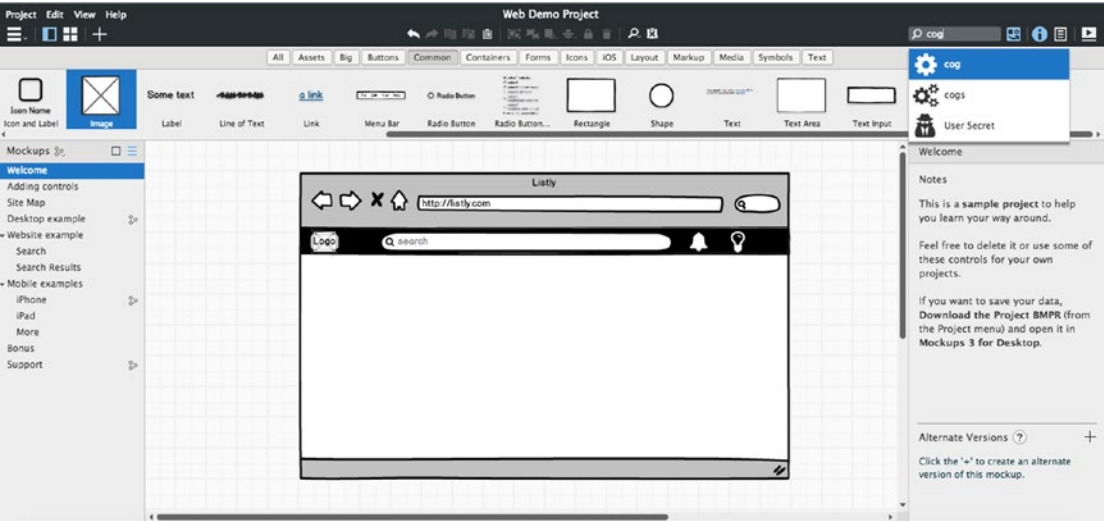 Project Edit View Help
Web Demo Project
cog
All Assets Big Buttons Common Containers Forms Icons iOS Layout Markup Media Symbols Text
cog
cogs
User Secret
Icon Name
Some text
a link
Radio Button
Icon and Label
Image
Label
Line of Text
Link
Menu Bar
Radio Button
Radio Button...
Rectangle
Shape
Text
Text Area
Text Input
Mockups
Welcome
Adding controls
Site Map
Desktop example
Website example
Search
Search Results
Mobile examples
iPhone
iPad
More
Bonus
Support
Listly
http://listly.com
Logo
search
Welcome
Notes
This is a sample project to help
you learn your way around.
Feel free to delete it or use some of
these controls for your own
projects.
If you want to save your data,
Download the Project BMPR (from
the Project menu) and open it in
Mockups 3 for Desktop.
Alternate Versions ?
Click the '+' to create an alternate
version of this mockup.